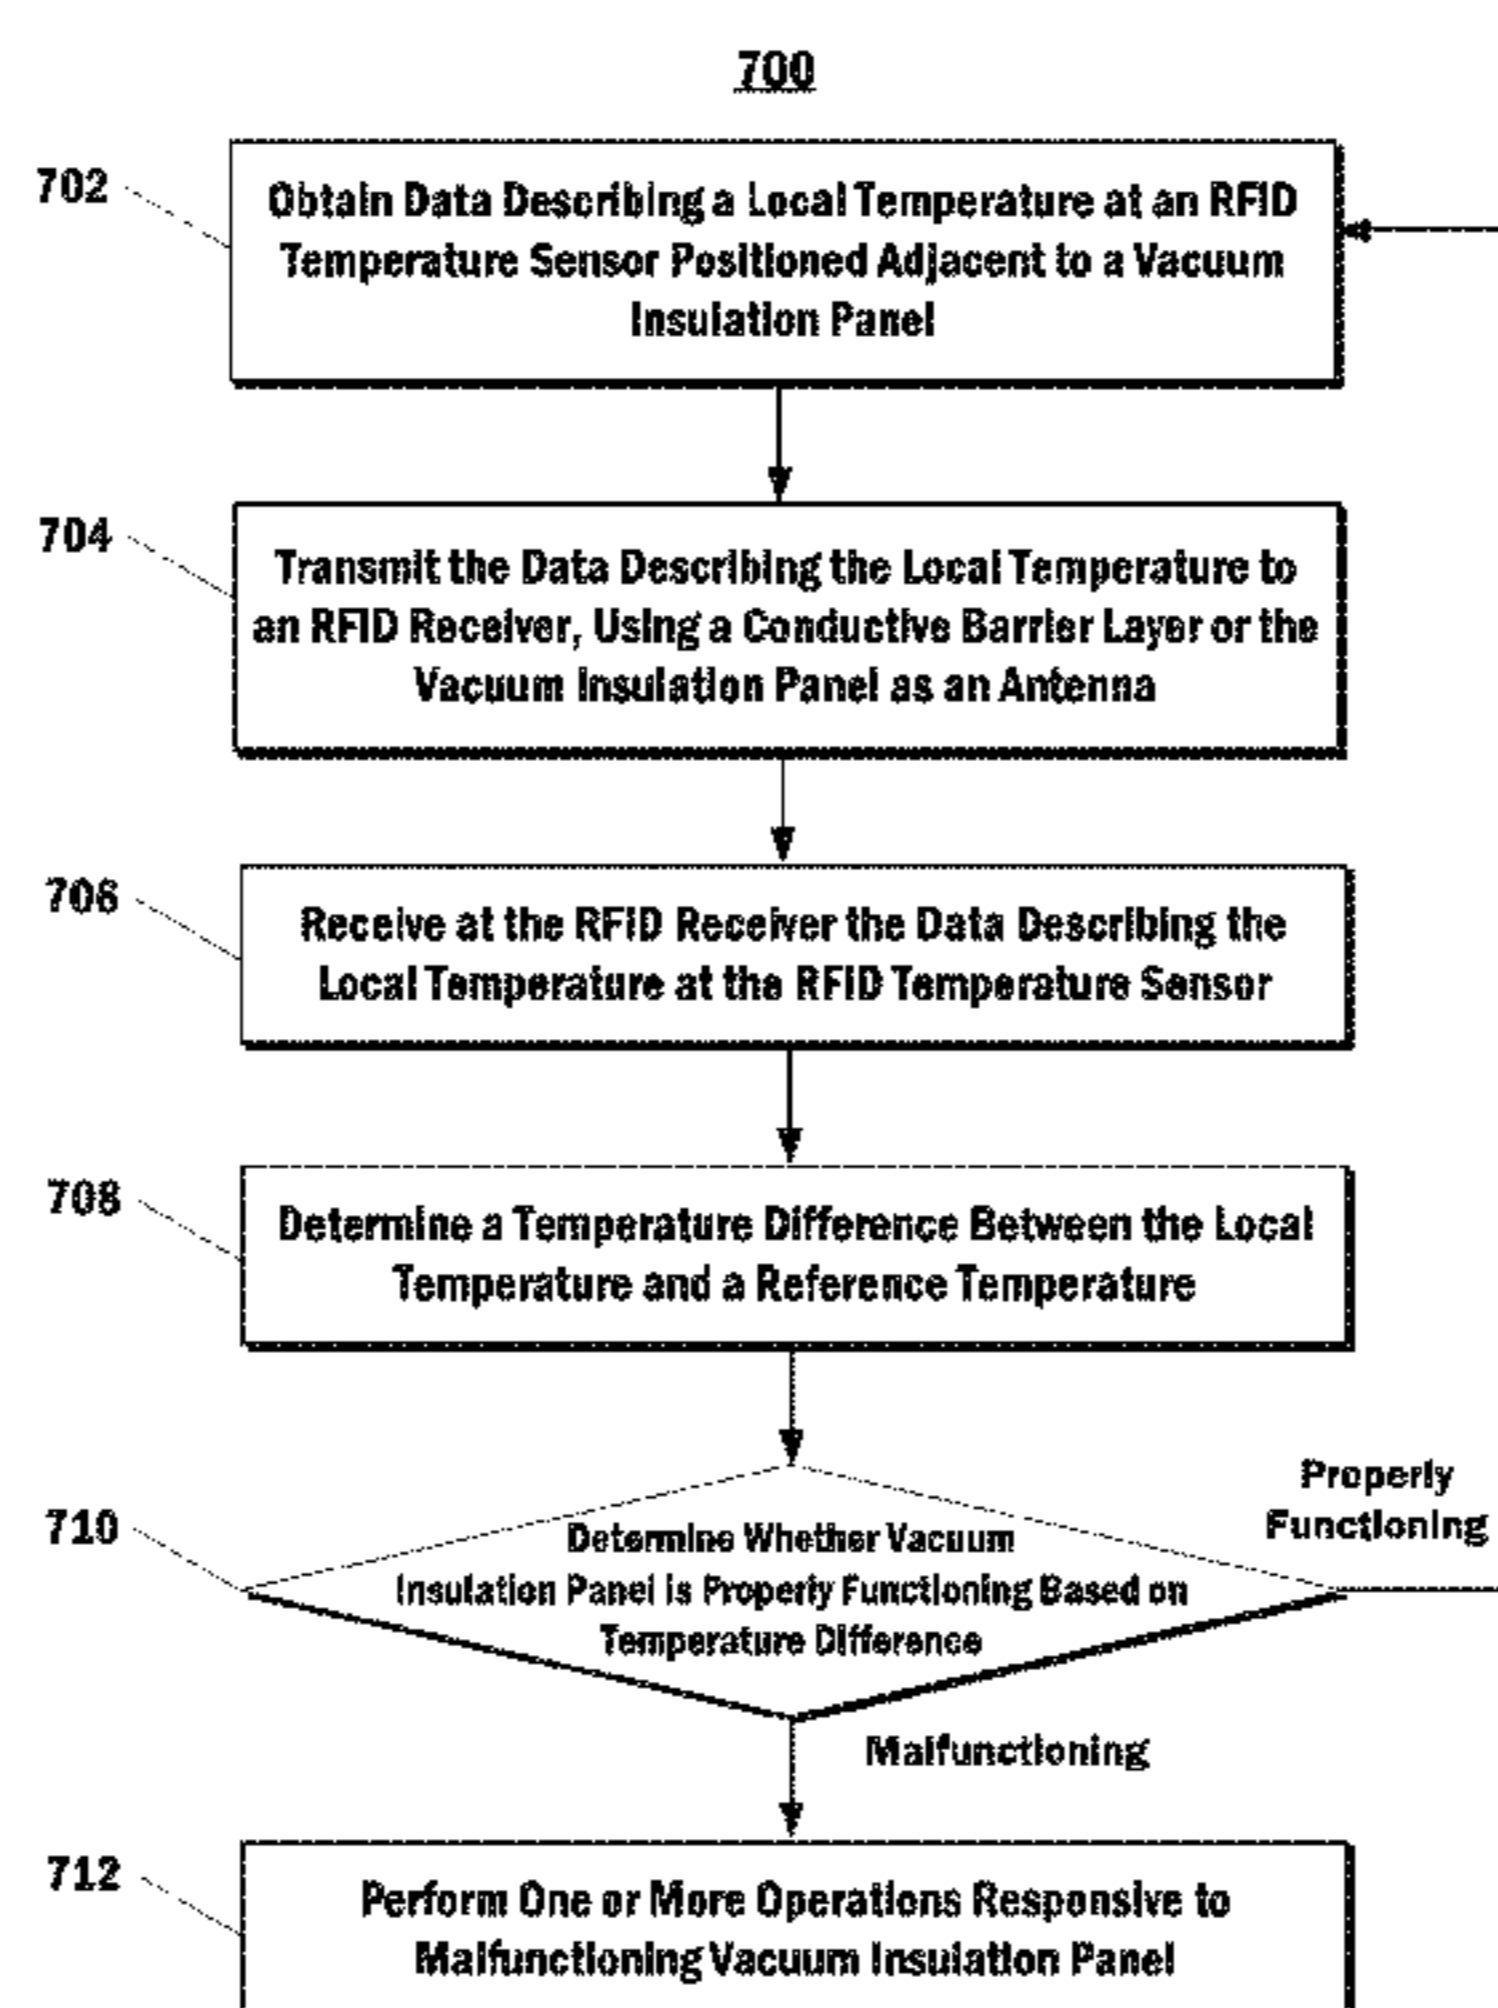 700
702
Obtain Data Describing a Local Temperature at an RFID
Temperature Sensor Positioned Adjacent to a Vacuum
Insulation Panel
704
Transmit the Data Describing the Local Temperature to
an RFID Receiver, Using a Conductive Barrier Layer or the
Vacuum Insulation Panel as an Antenna
706
Receive at the RFID Receiver the Data Describing the
Local Temperature at the RFID Temperature Sensor
708
Determine a Temperature Difference Between the Local
Temperature and a Reference Temperature
710
Determine Whether Vacuum
Insulation Panel is Properly Functioning Based on
Temperature Difference
Properly
Functioning
Malfunctioning
712
Perform One or More Operations Responsive to
Malfunctioning Vacuum Insulation Panel